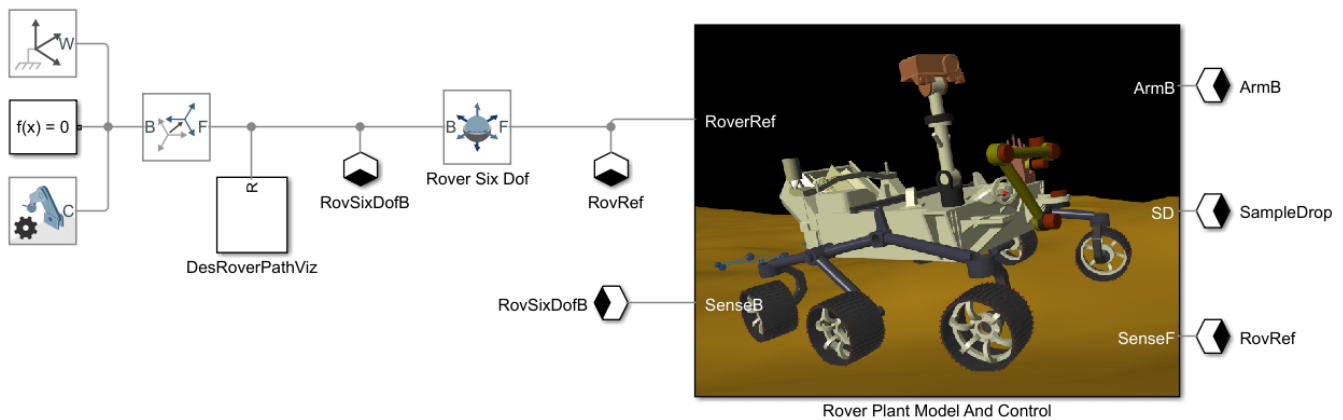 W
f(x) = 0
C
B F
R
DesRoverPathViz
RovSixDofB
B F
Rover Six Dof
RovRef
RovSixDofB
RoverRef
SenseB
ArmB
SD
SenseF
Rover Plant Model And Control
ArmB
SampleDrop
RovRef